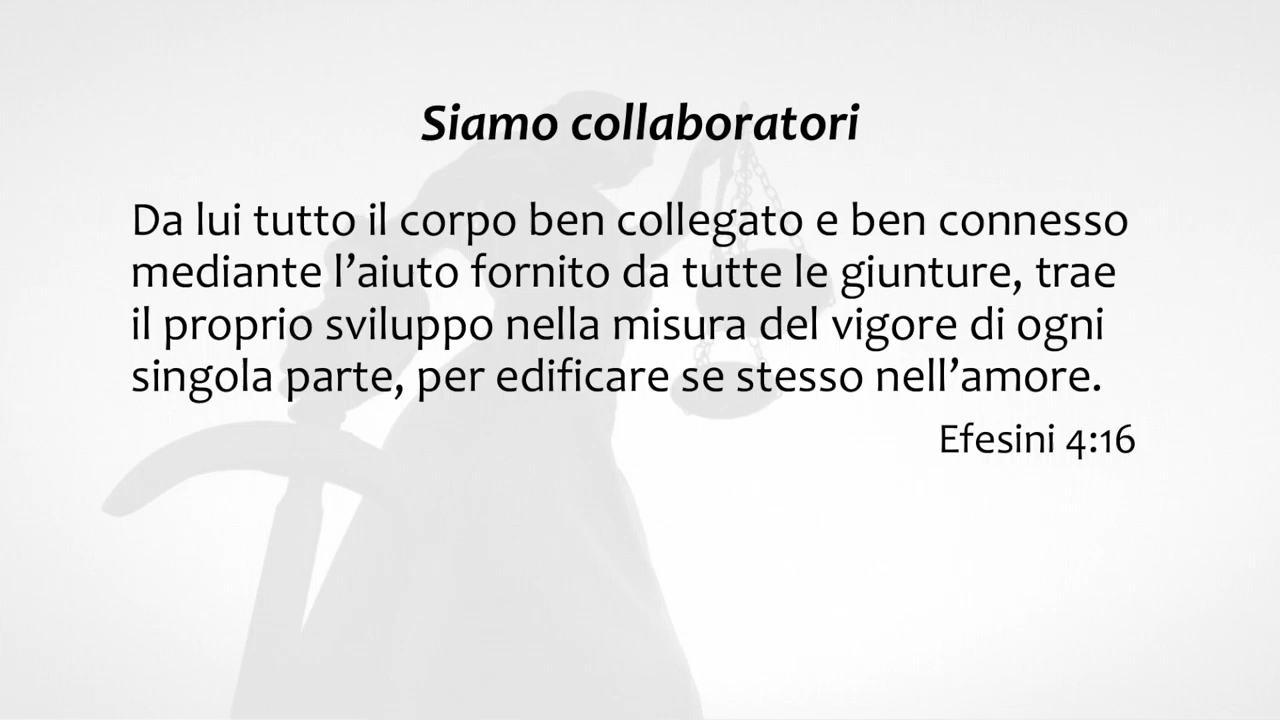 Siamo collaboratori
Da lui tutto il corpo ben collegato e ben connesso
mediante l’aiuto fornito da tutte le giunture, trae
il proprio sviluppo nella misura del vigore di ogni
singola parte, per edificare se stesso nell’amore.
Efesini 4:16